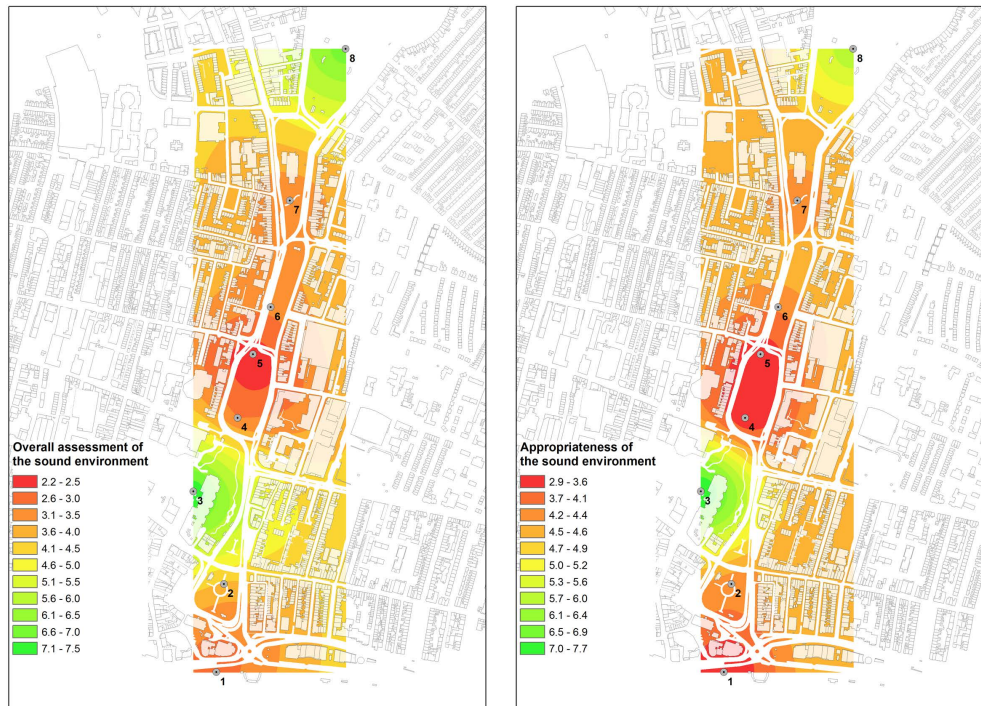 8
7
6
5
4
3
2
1
Overall assessment of
the sound environment
2.2 - 2.5
2.6 - 3.0
3.1 - 3.5
3.6 - 4.0
4.1 - 4.5
4.6 - 5.0
5.1 - 5.5
5.6 - 6.0
6.1 - 6.5
6.6 - 7.0
7.1 - 7.5
8
7
6
5
4
3
2
1
Appropriateness of
the sound environment
2.9 - 3.6
3.7 - 4.1
4.2 - 4.4
4.5 - 4.6
4.7 - 4.9
5.0 - 5.2
5.3 - 5.6
5.7 - 6.0
6.1 - 6.4
6.5 - 6.9
7.0 - 7.7